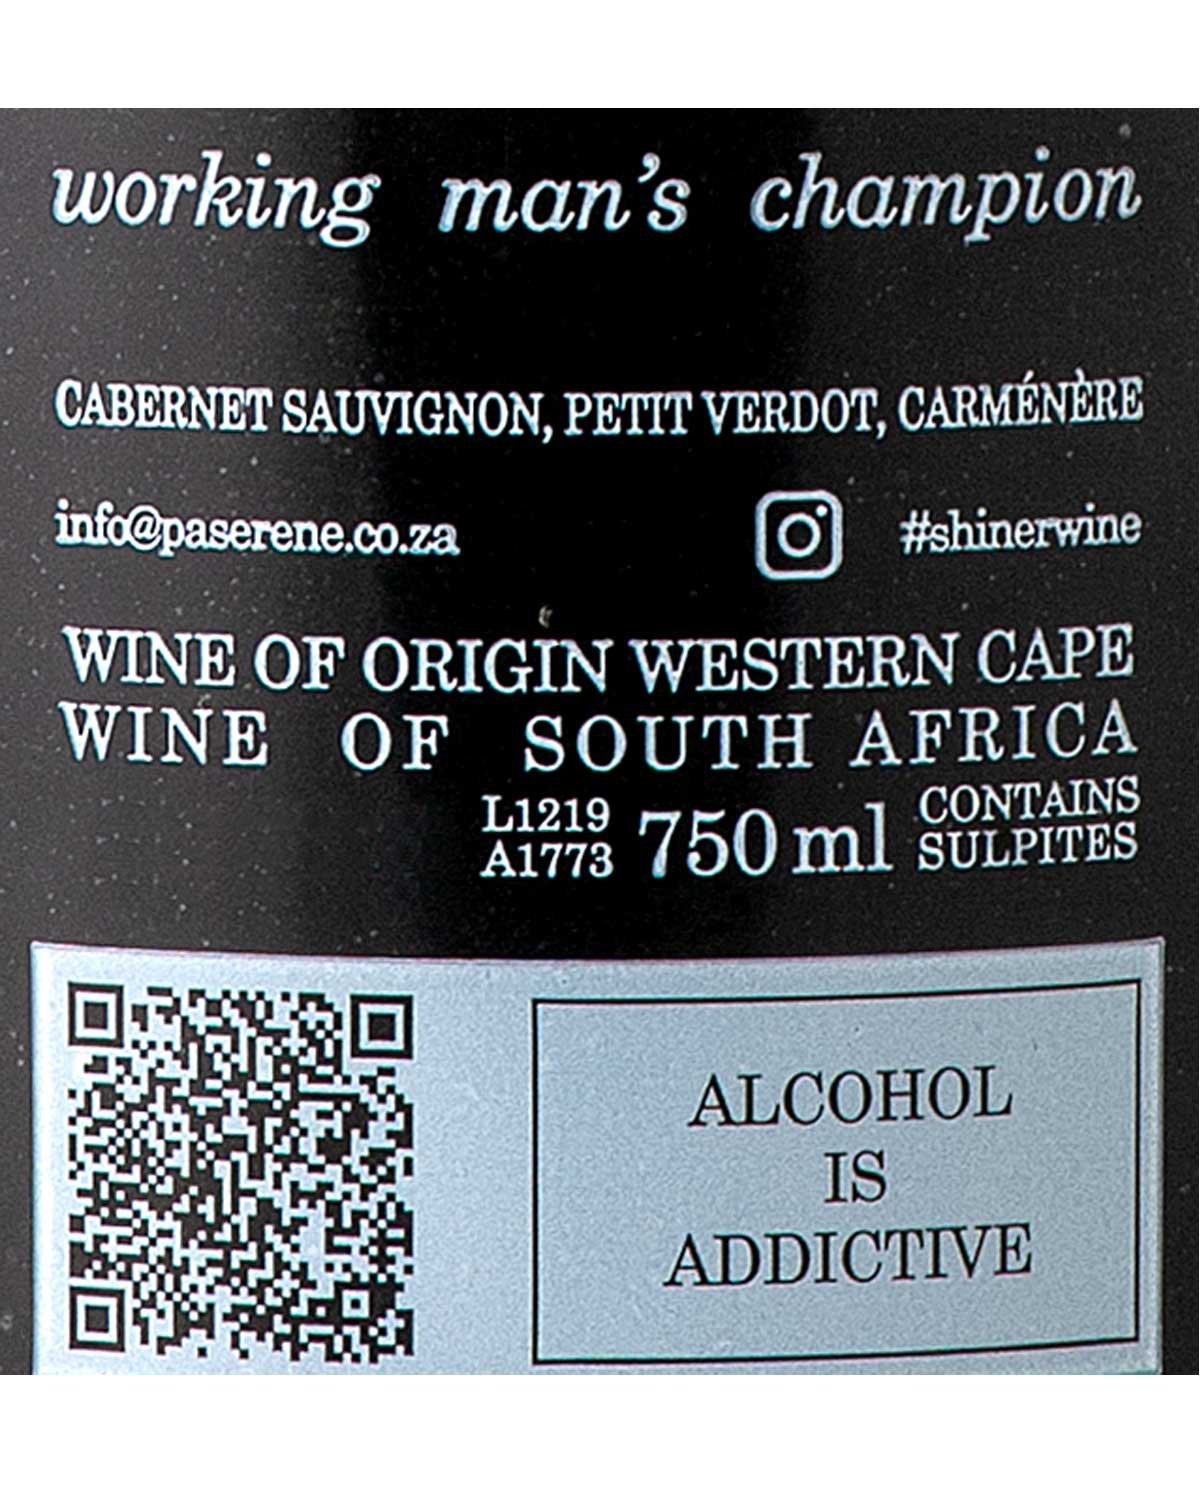 working man's champion
CABERNET SAUVIGNON, PETIT VERDOT, CARMÉNÈRE
info@paserene.co.za #shinerwine
WINE OF ORIGIN WESTERN CAPE
WINE OF SOUTH AFRICA
L1219
A1773
750 ml
CONTAINS
SULPITES
ALCOHOL
IS
ADDICTIVE